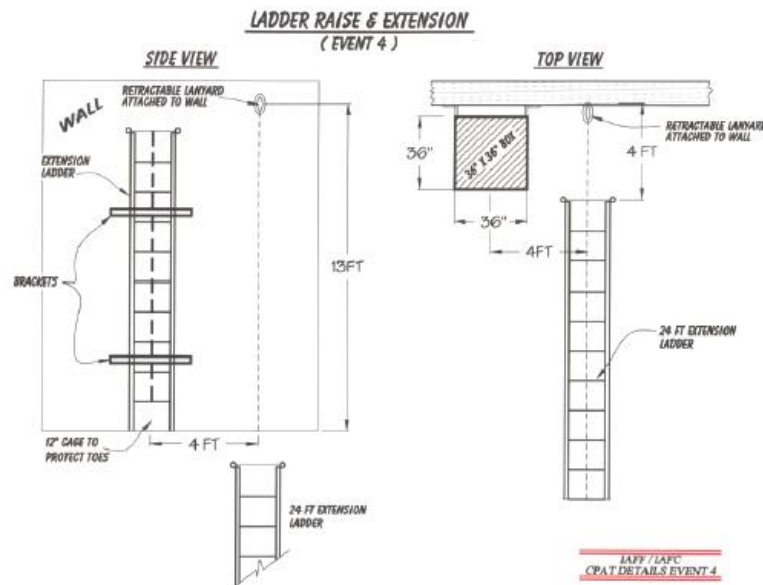 LADDER RAISE & EXTENSION
( EVENT 4 )
SIDE VIEW
WALL
RETRACTABLE LANYARD
ATTACHED TO WALL
EXTENSION
LADDER
BRACKETS
13FT
12" CAGE TO
PROTECT TOES
4 FT
24-FT EXTENSION
LADDER
TOP VIEW
RETRACTABLE LANYARD
ATTACHED TO WALL
36"
36" X 36" BOX
4 FT
36"
4FT
24 FT EXTENSION
LADDER
IAFF / IAFC
CPAT DETAILS EVENT 4